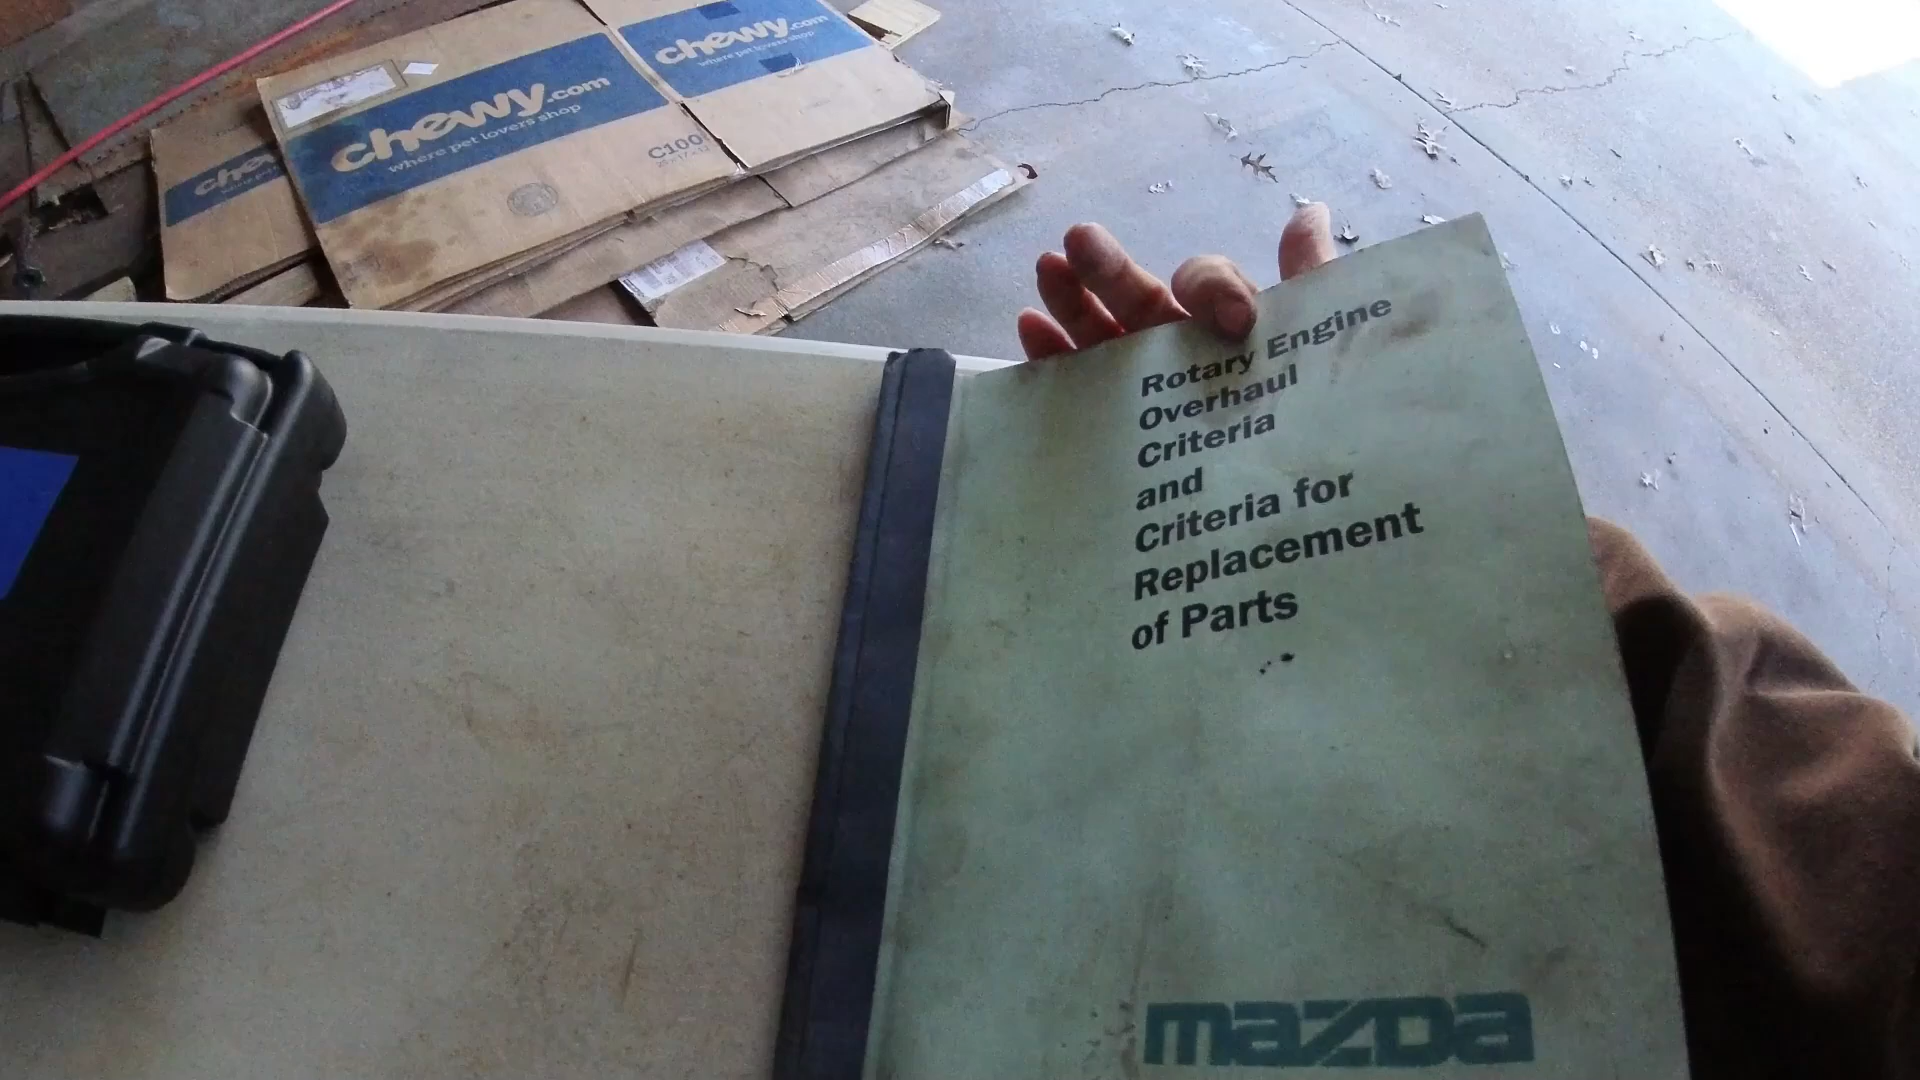 chewy.com
where pet lovers shop
C100
chewy.com
where pet lovers shop
che
Rotary Engine
Overhaul
Criteria
and
Criteria for
Replacement
of Parts
mazda